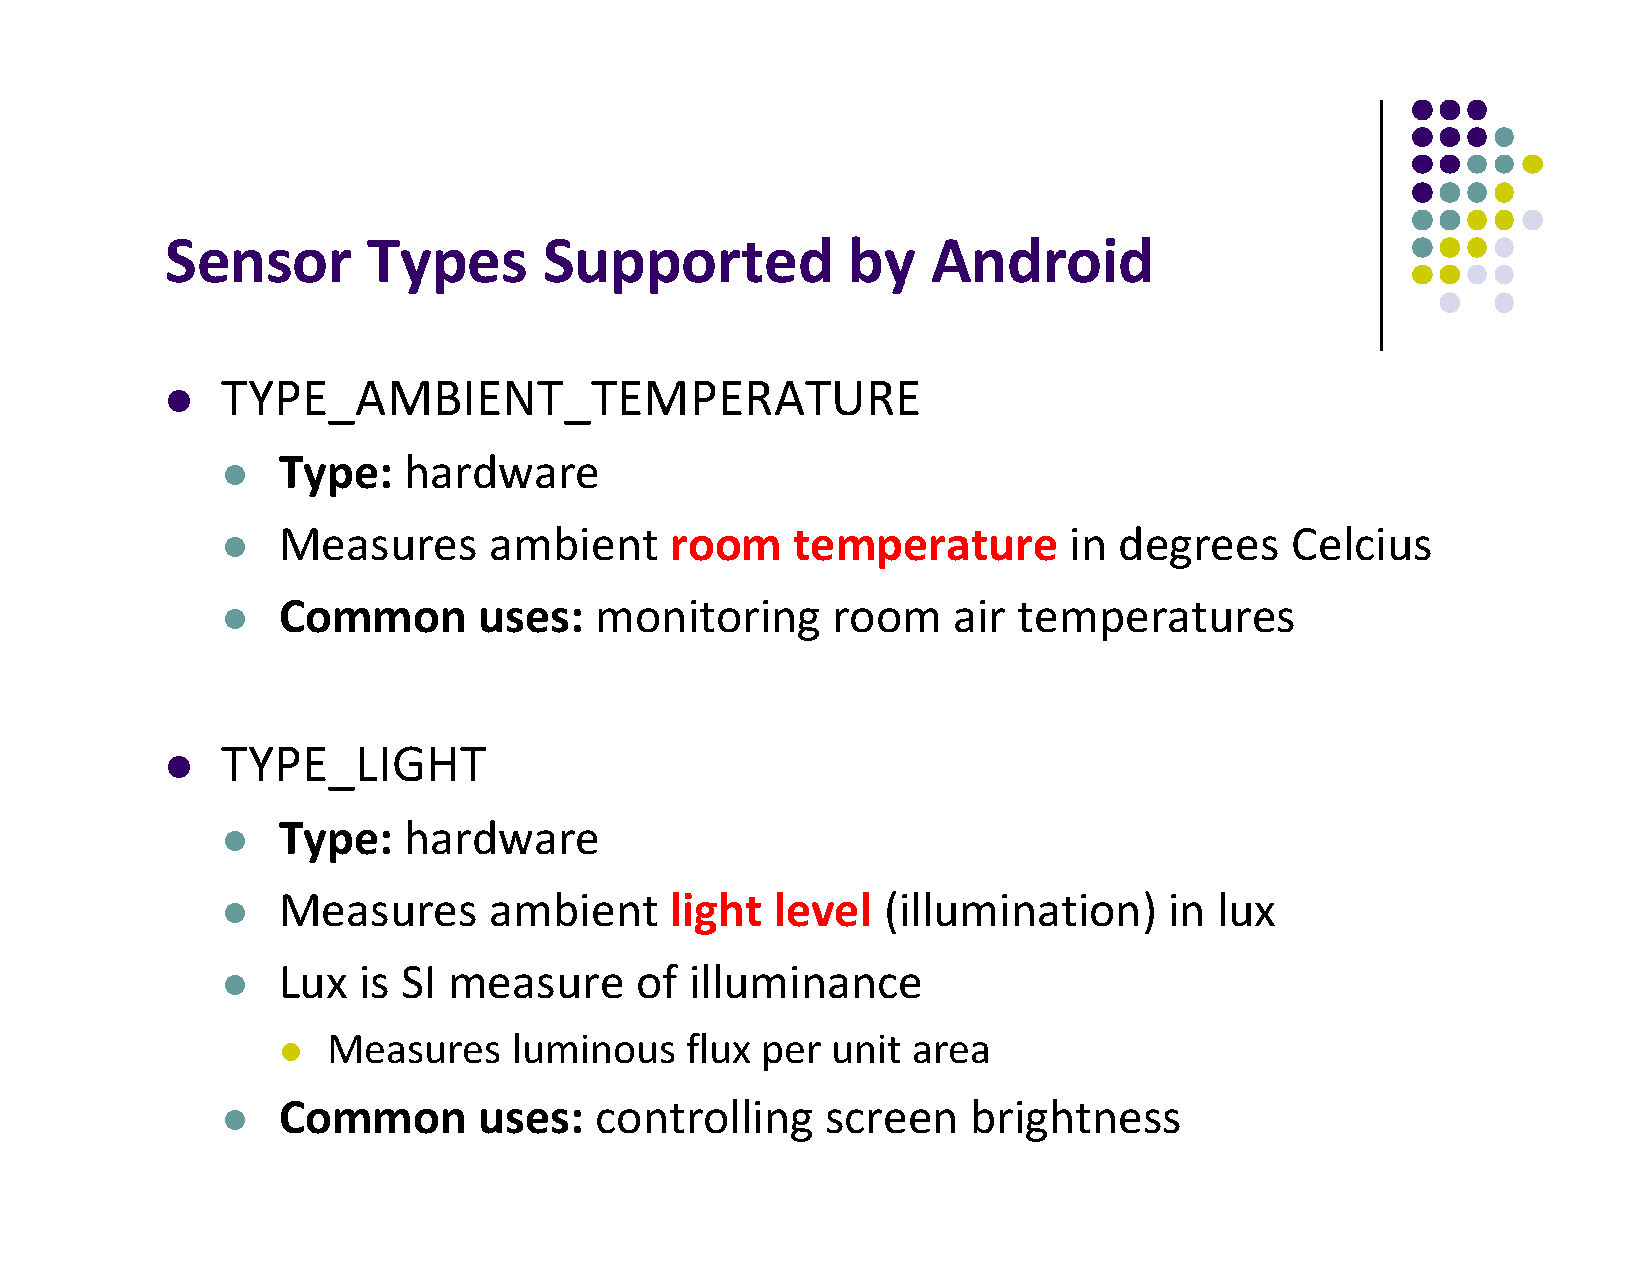 Sensor Types Supported by Android
TYPE_AMBIENT_TEMPERATURE
Type: hardware
Measures ambient room temperature in degrees Celcius
Common uses: monitoring room air temperatures
TYPE_LIGHT
Type: hardware
Measures ambient light level (illumination) in lux
Lux is SI measure of illuminance
Measures luminous flux per unit area
Common uses: controlling screen brightness